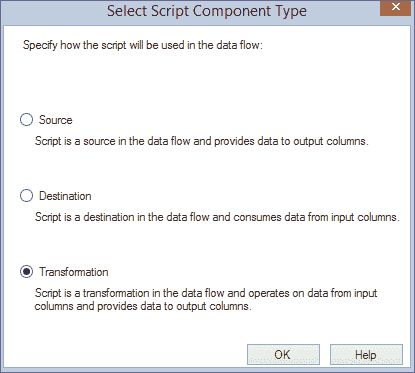 Select Script Component Type
Specify how the script will be used in the data flow:
Source
Script is a source in the data flow and provides data to output columns.
Destination
Script is a destination in the data flow and consumes data from input columns.
Transformation
Script is a transformation in the data flow and operates on data from input
columns and provides data to output columns.
OK Help